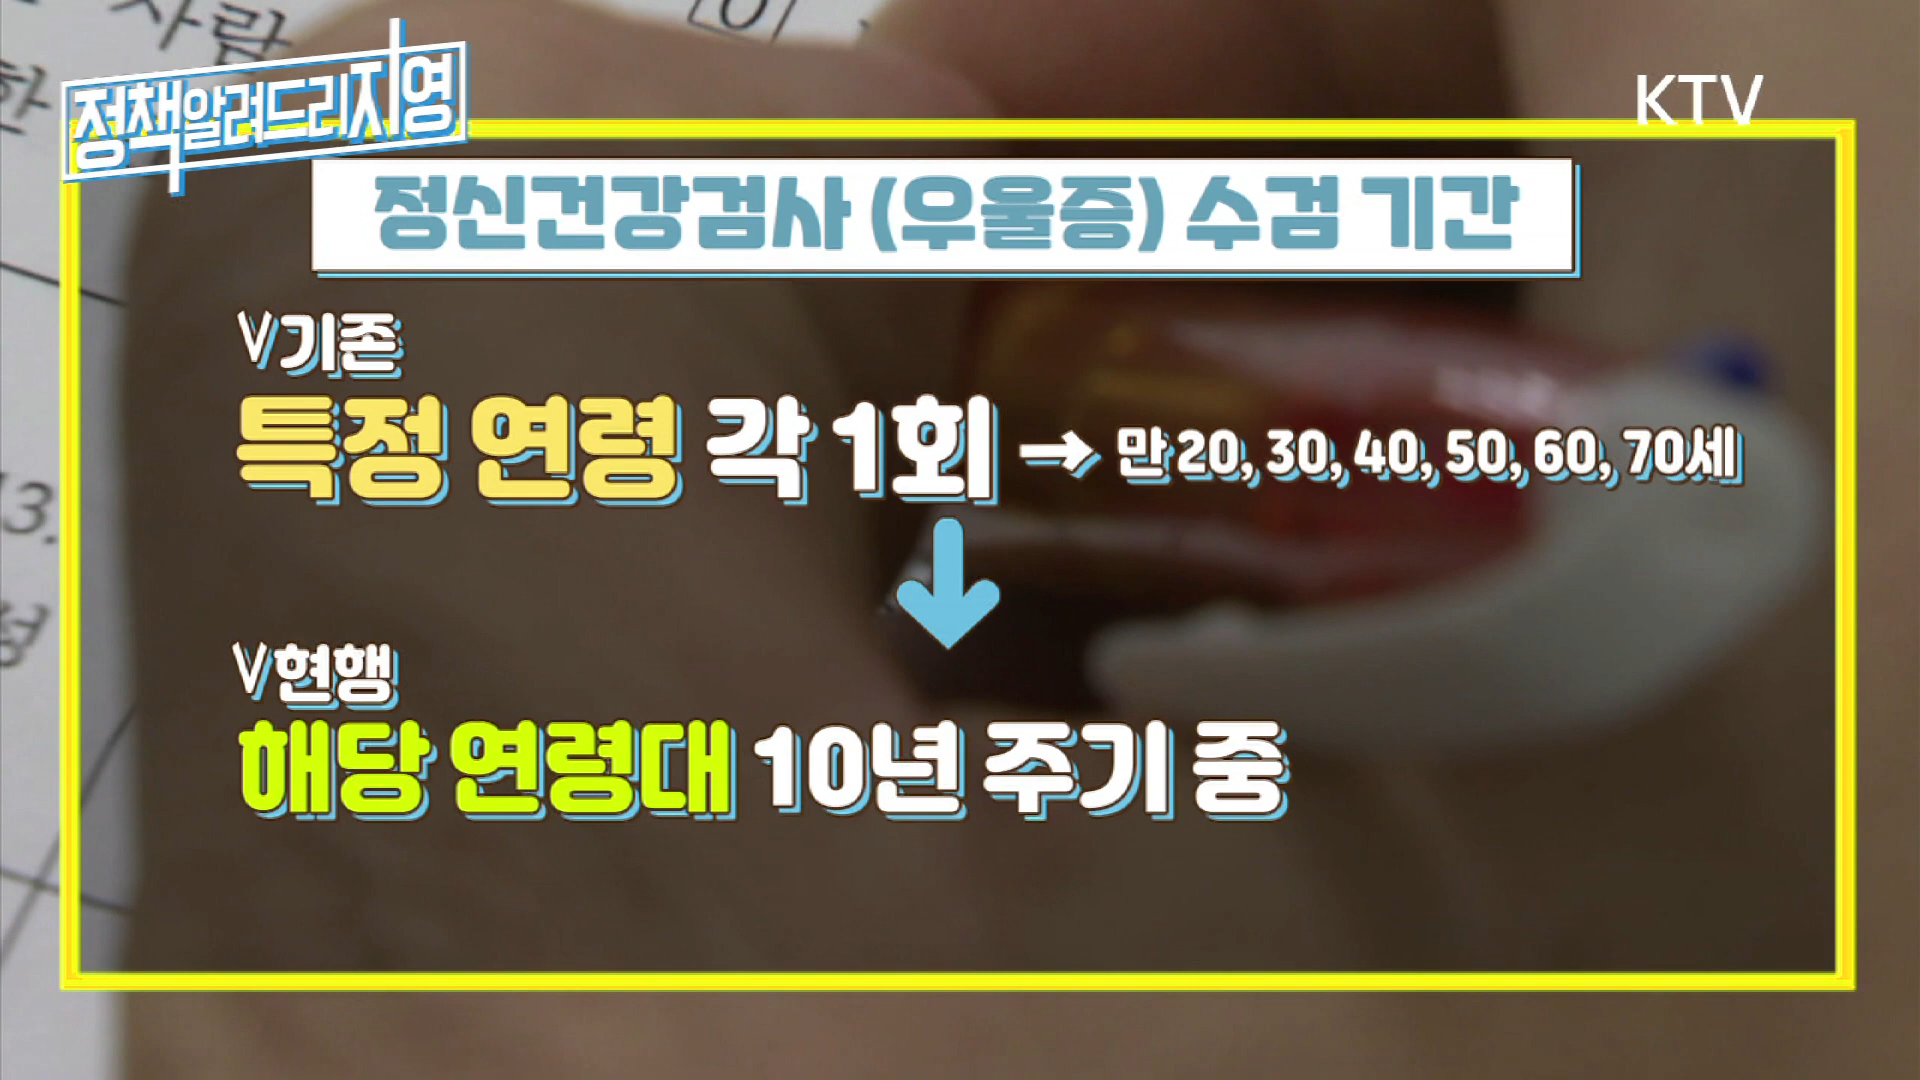 사람
KTV
정책알려드리지영
정신건강검사 (우울증) 수검 기간
V기존
특정 연령 각 1회 → 만 20, 30, 40, 50, 60, 70세
V현행
해당 연령대 10년 주기 중